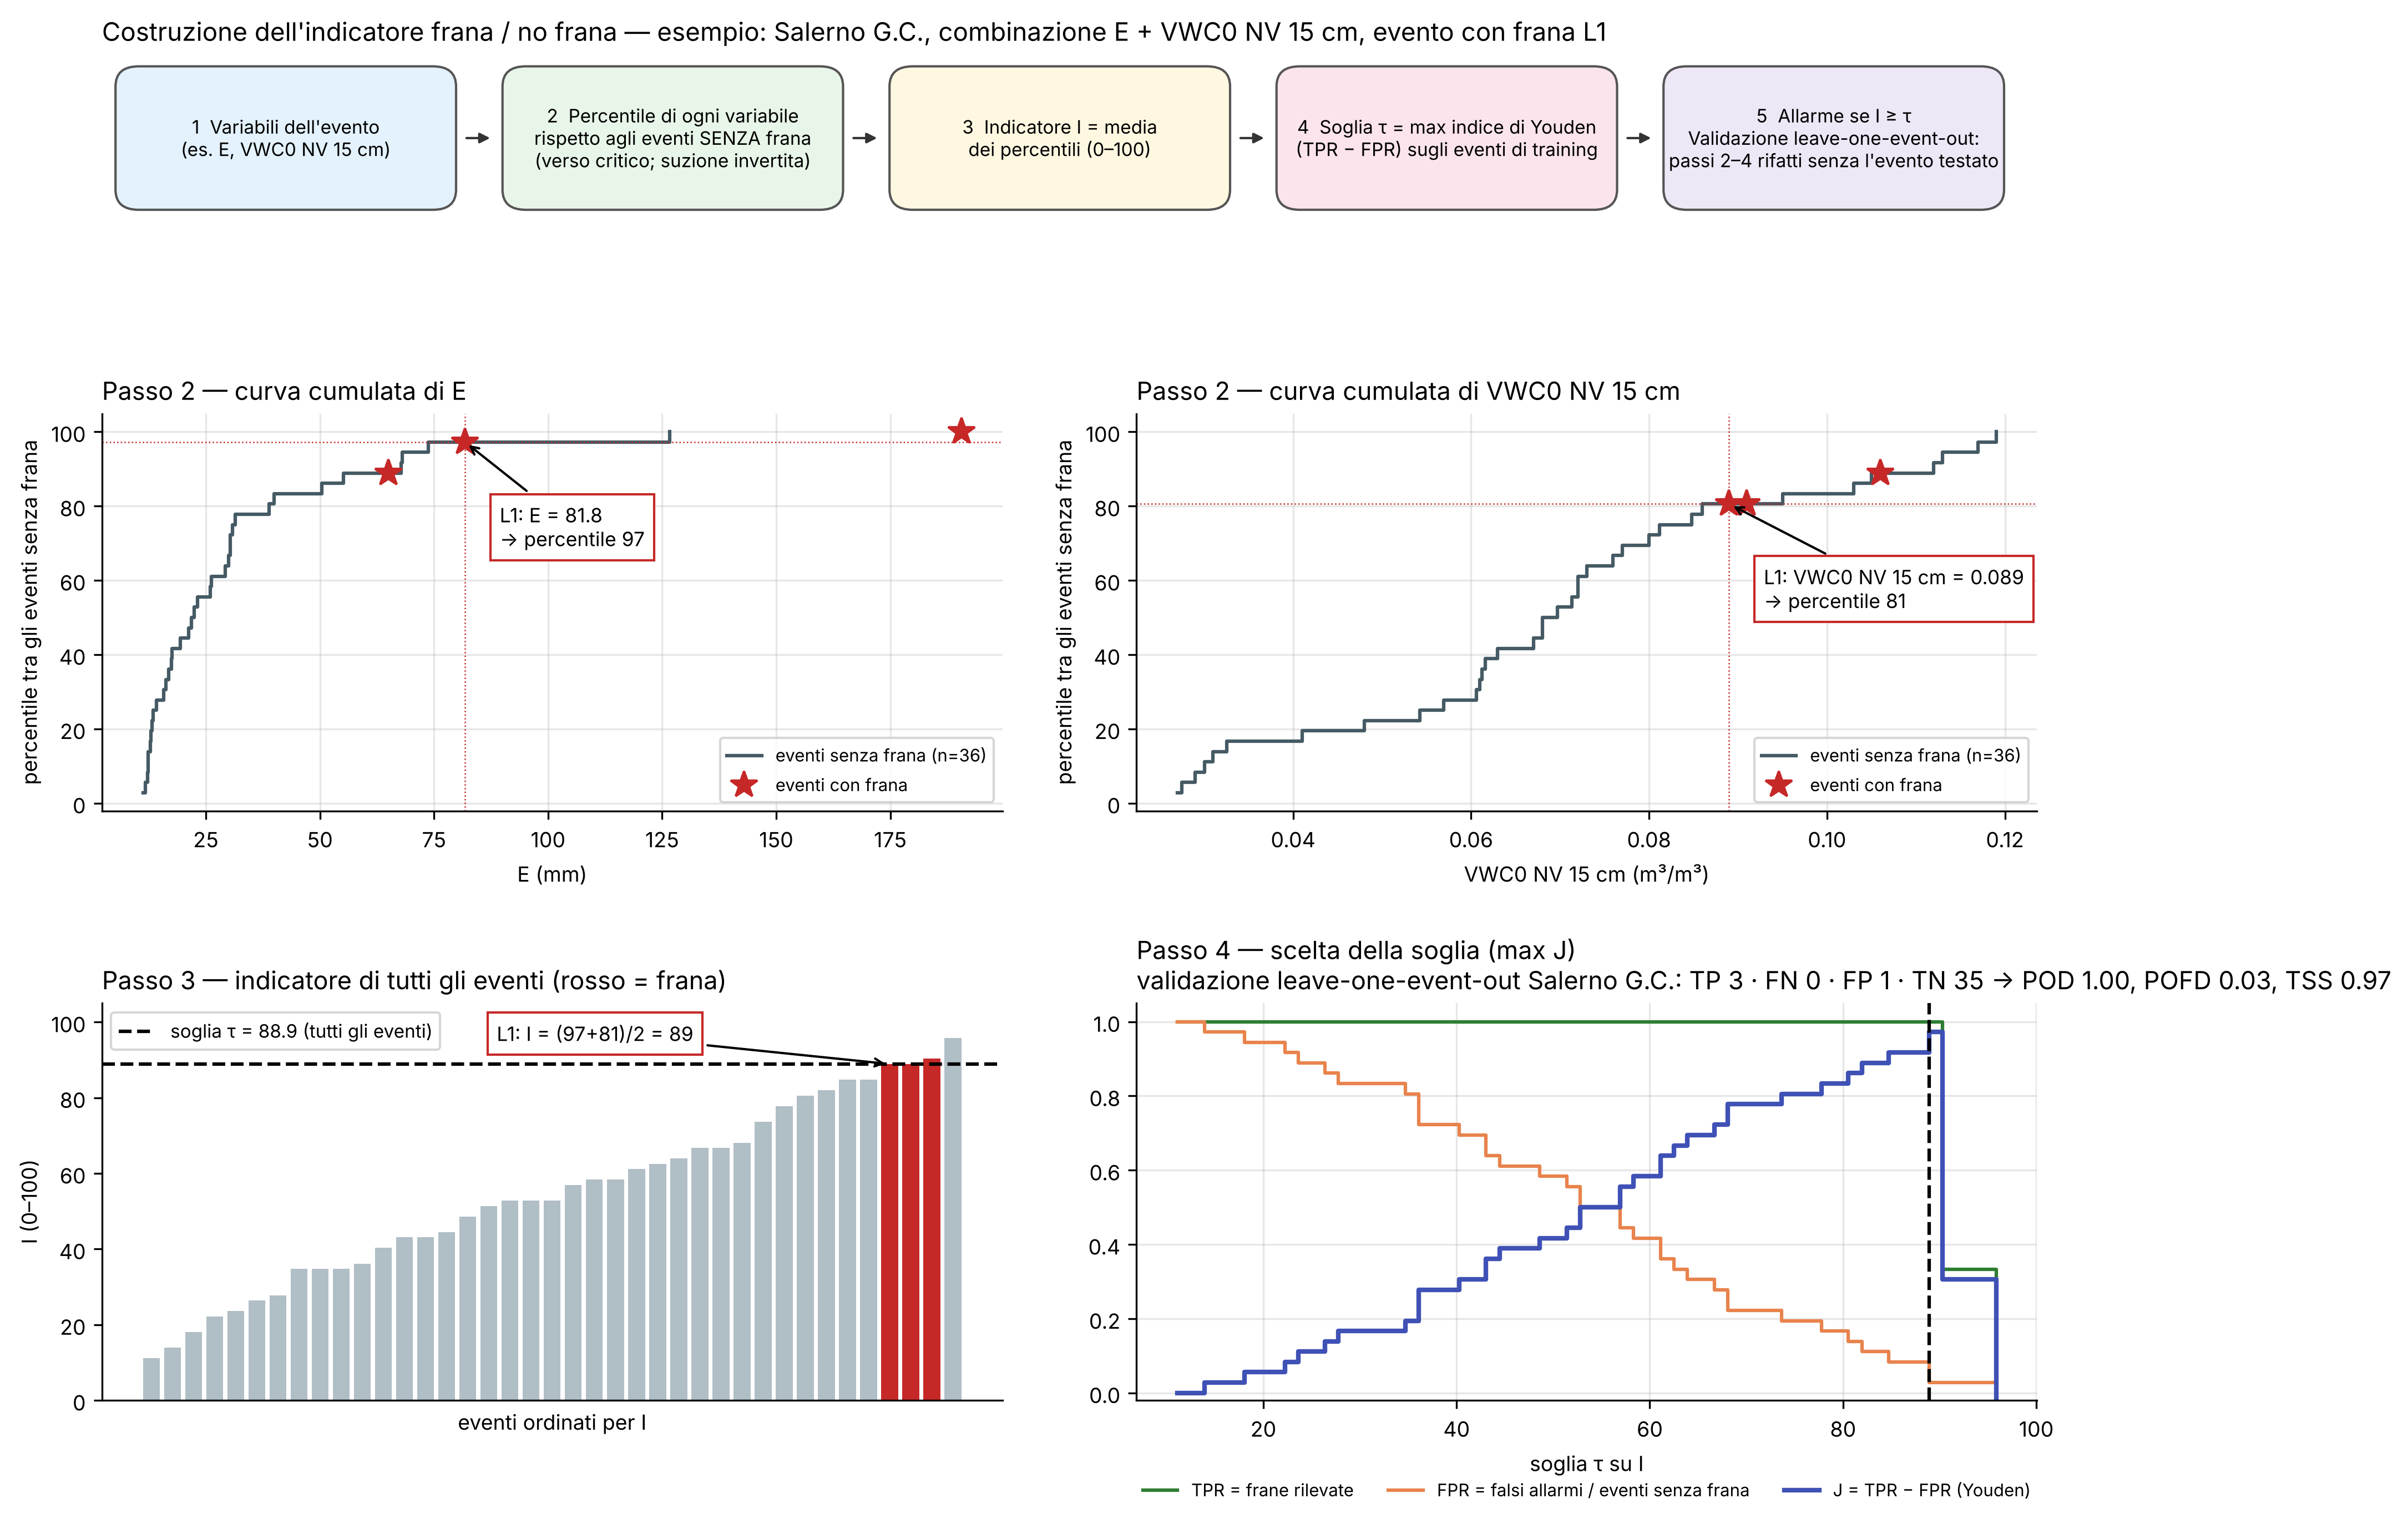 Costruzione dell'indicatore frana / no frana — esempio: Salerno G.C., combinazione E + VWC0 NV 15 cm, evento con frana L1
1  Variabili dell'evento
(es. E, VWC0 NV 15 cm)
2  Percentile di ogni variabile
rispetto agli eventi SENZA frana
(verso critico; suzione invertita)
3  Indicatore I = media
dei percentili (0–100)
4  Soglia τ = max indice di Youden
(TPR − FPR) sugli eventi di training
5  Allarme se I ≥ τ
Validazione leave-one-event-out:
passi 2–4 rifatti senza l'evento testato
Passo 2 — curva cumulata di E
percentile tra gli eventi senza frana
100
80
60
40
20
0
L1: E = 81.8
→ percentile 97
eventi senza frana (n=36)
eventi con frana
25
50
75
100
125
150
175
E (mm)
Passo 2 — curva cumulata di VWC0 NV 15 cm
percentile tra gli eventi senza frana
100
80
60
40
20
0
L1: VWC0 NV 15 cm = 0.089
→ percentile 81
eventi senza frana (n=36)
eventi con frana
0.04
0.06
0.08
0.10
0.12
VWC0 NV 15 cm (m³/m³)
Passo 3 — indicatore di tutti gli eventi (rosso = frana)
I (0–100)
100
80
60
40
20
0
soglia τ = 88.9 (tutti gli eventi)
L1: I = (97+81)/2 = 89
eventi ordinati per I
Passo 4 — scelta della soglia (max J)
validazione leave-one-event-out Salerno G.C.: TP 3 · FN 0 · FP 1 · TN 35 → POD 1.00, POFD 0.03, TSS 0.97
1.0
0.8
0.6
0.4
0.2
0.0
20
40
60
80
100
soglia τ su I
TPR = frane rilevate
FPR = falsi allarmi / eventi senza frana
J = TPR − FPR (Youden)